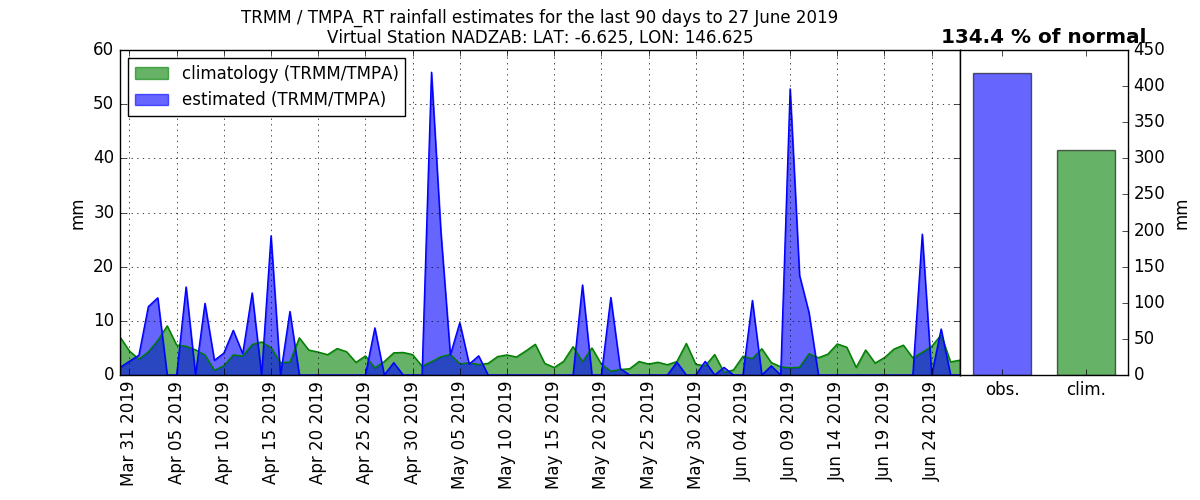 TRMM / TMPA_RT rainfall estimates for the last 90 days to 27 June 2019
Virtual Station NADZAB: LAT: -6.625, LON: 146.625
134.4 % of normal
climatology (TRMM/TMPA)
estimated (TRMM/TMPA)
mm
60
50
40
30
20
10
0
Mar 31 2019
Apr 05 2019
Apr 10 2019
Apr 15 2019
Apr 20 2019
Apr 25 2019
Apr 30 2019
May 05 2019
May 10 2019
May 15 2019
May 20 2019
May 25 2019
May 30 2019
Jun 04 2019
Jun 09 2019
Jun 14 2019
Jun 19 2019
Jun 24 2019
450
400
350
300
250
200
150
100
50
0
mm
obs.
clim.